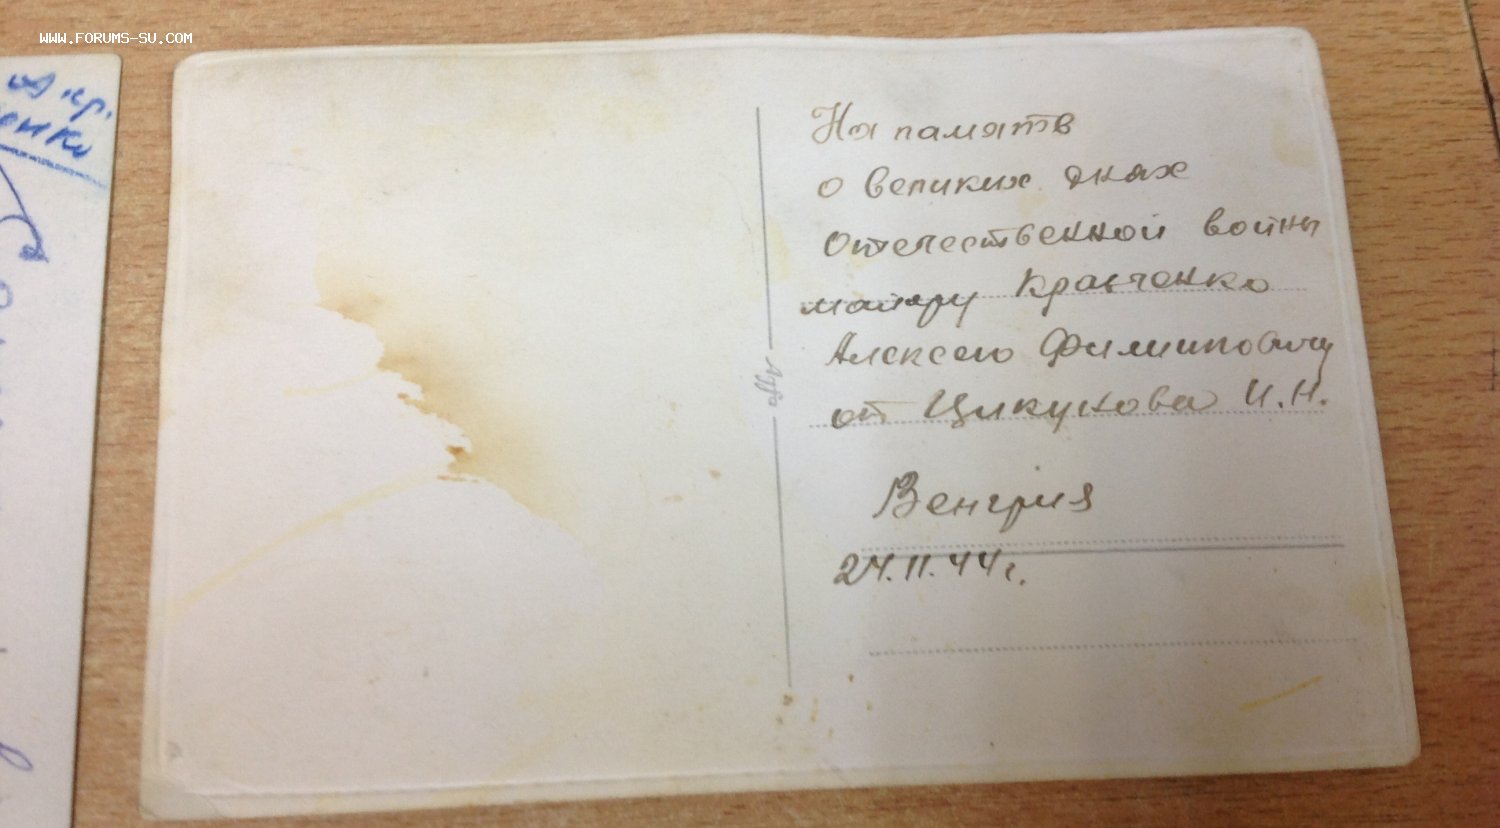 WWW.FORUMS-SU.COM
На память
о великих днах
Отечественной войны
майору Кравченко
Алексею Филипповичу
от Цикунова И.Н.
Венгрия
24.11.44г.